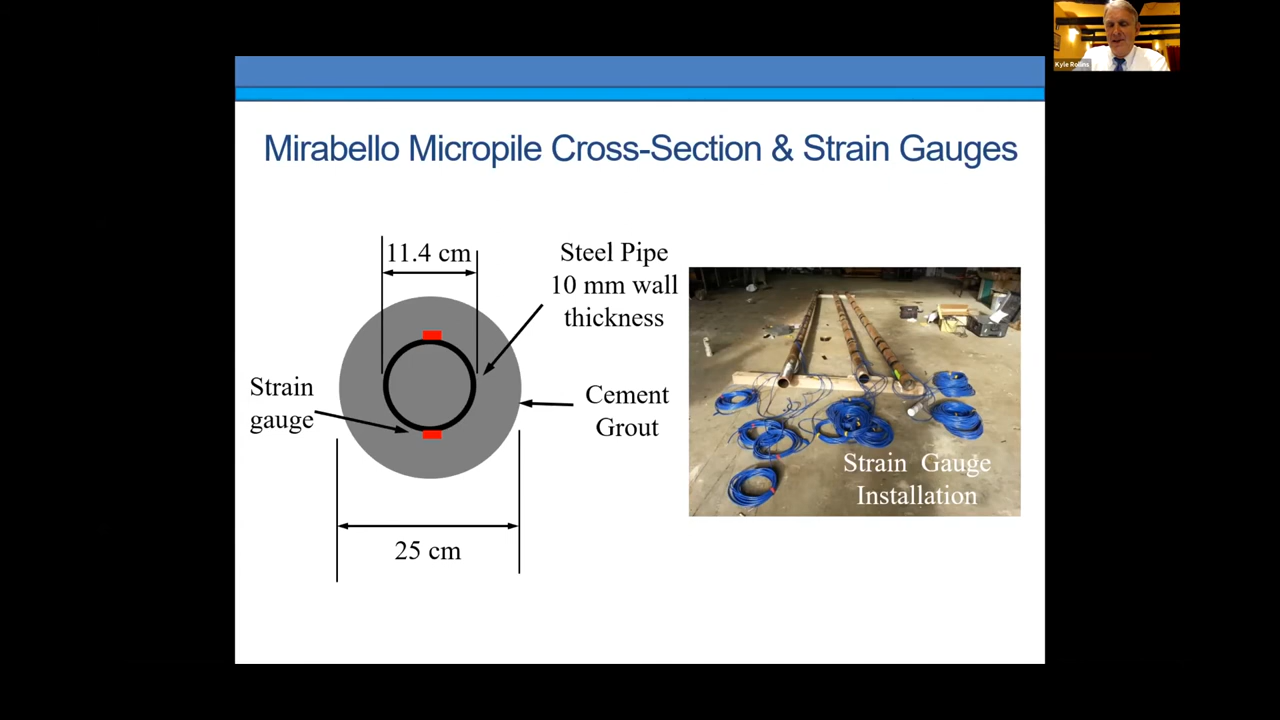 Kyle Rollins
Mirabello Micropile Cross-Section & Strain Gauges
11.4 cm
Steel Pipe
10 mm wall
thickness
Strain
gauge
Cement
Grout
25 cm
Strain Gauge
Installation